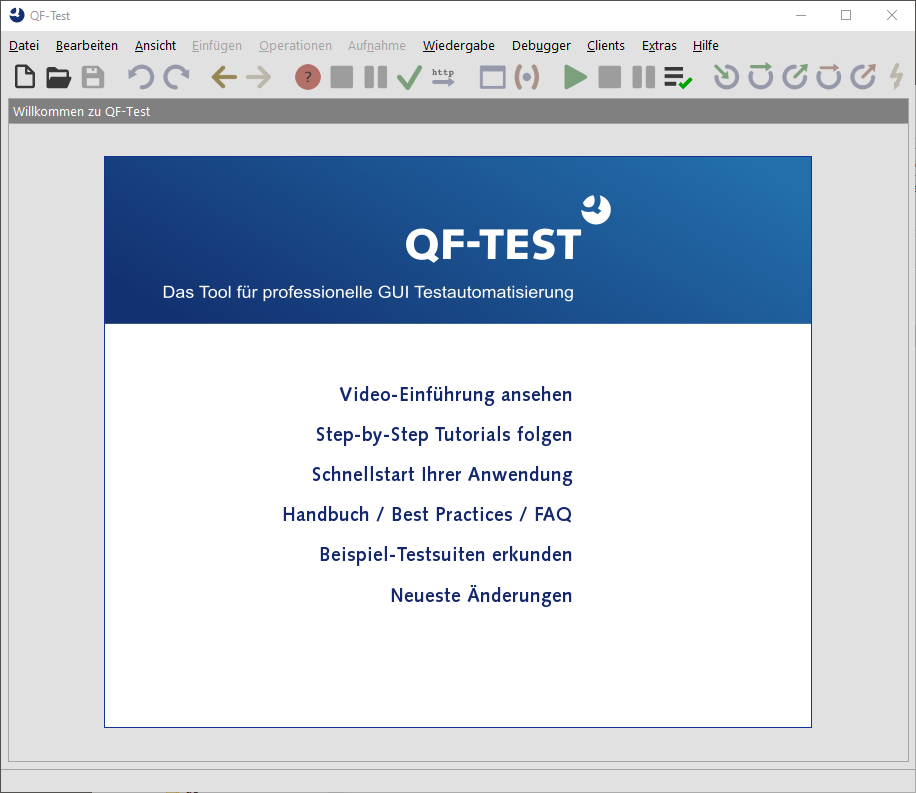 QF-Test
Datei Bearbeiten Ansicht Einfügen Operationen Aufnahme Wiedergabe Debugger Clients Extras Hilfe
? http
Willkommen zu QF-Test
QF-TEST
Das Tool für professionelle GUI Testautomatisierung
Video-Einführung ansehen
Step-by-Step Tutorials folgen
Schnellstart Ihrer Anwendung
Handbuch / Best Practices / FAQ
Beispiel-Testsuiten erkunden
Neueste Änderungen